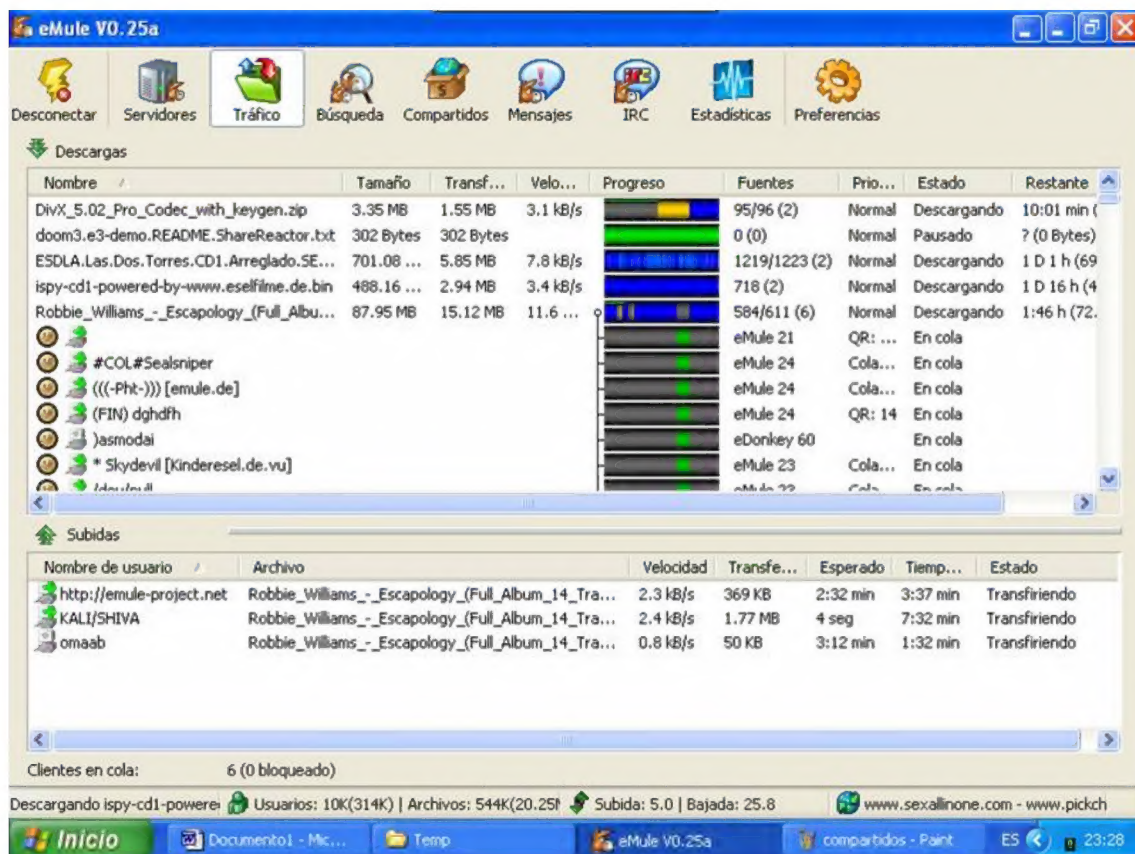 eMule V0.25a
Desconectar Servidores Tráfico Búsqueda Compartidos Mensajes IRC Estadísticas Preferencias
Descargas
Nombre Tamaño Transf... Velo... Progreso Fuentes Prio... Estado Restante
DivX_5.02_Pro_Codec_with_keygen.zip 3.35 MB 1.55 MB 3.1 kB/s 95/96 (2) Normal Descargando 10:01 min (
doom3.e3-demo.README.ShareReactor.txt 302 Bytes 302 Bytes 0 (0) Normal Pausado ? (0 Bytes)
ESDLA.Las.Dos.Torres.CD1.Arreglado.SE... 701.08 ... 5.85 MB 7.8 kB/s 1219/1223 (2) Normal Descargando 1 D 1 h (69
ispy-cd1-powered-by-www.eselfilme.de.bin 488.16 ... 2.94 MB 3.4 kB/s 718 (2) Normal Descargando 1 D 16 h (4
Robbie_Williams_-_Escapology_(Full_Albu... 87.95 MB 15.12 MB 11.6 ... 584/611 (6) Normal Descargando 1:46 h (72.
eMule 21 QR: ... En cola
#COL#Sealsniper eMule 24 Cola... En cola
(((-Pht-))) [emule.de] eMule 24 Cola... En cola
(FIN) dghdfh eMule 24 QR: 14 En cola
)asmodai eDonkey 60 En cola
* Skydevil [Kinderesel.de.vu] eMule 23 Cola... En cola
/dev/null Cola... En cola
Subidas
Nombre de usuario Archivo Velocidad Transfe... Esperado Tiemp... Estado
http://emule-project.net Robbie_Williams_-_Escapology_(Full_Album_14_Tra... 2.3 kB/s 369 KB 2:32 min 3:37 min Transfiriendo
KALI/SHIVA Robbie_Williams_-_Escapology_(Full_Album_14_Tra... 2.4 kB/s 1.77 MB 4 seg 7:32 min Transfiriendo
omaab Robbie_Williams_-_Escapology_(Full_Album_14_Tra... 0.8 kB/s 50 KB 3:12 min 1:32 min Transfiriendo
Clientes en cola: 6 (0 bloqueado)
Descargando ispy-cd1-powere Usuarios: 10K(314K) | Archivos: 544K(20.25 Subida: 5.0 | Bajada: 25.8 www.sexallinone.com - www.pickch
Inicio Documento1 - Mic... Temp eMule V0.25a compartidos - Paint ES 23:28